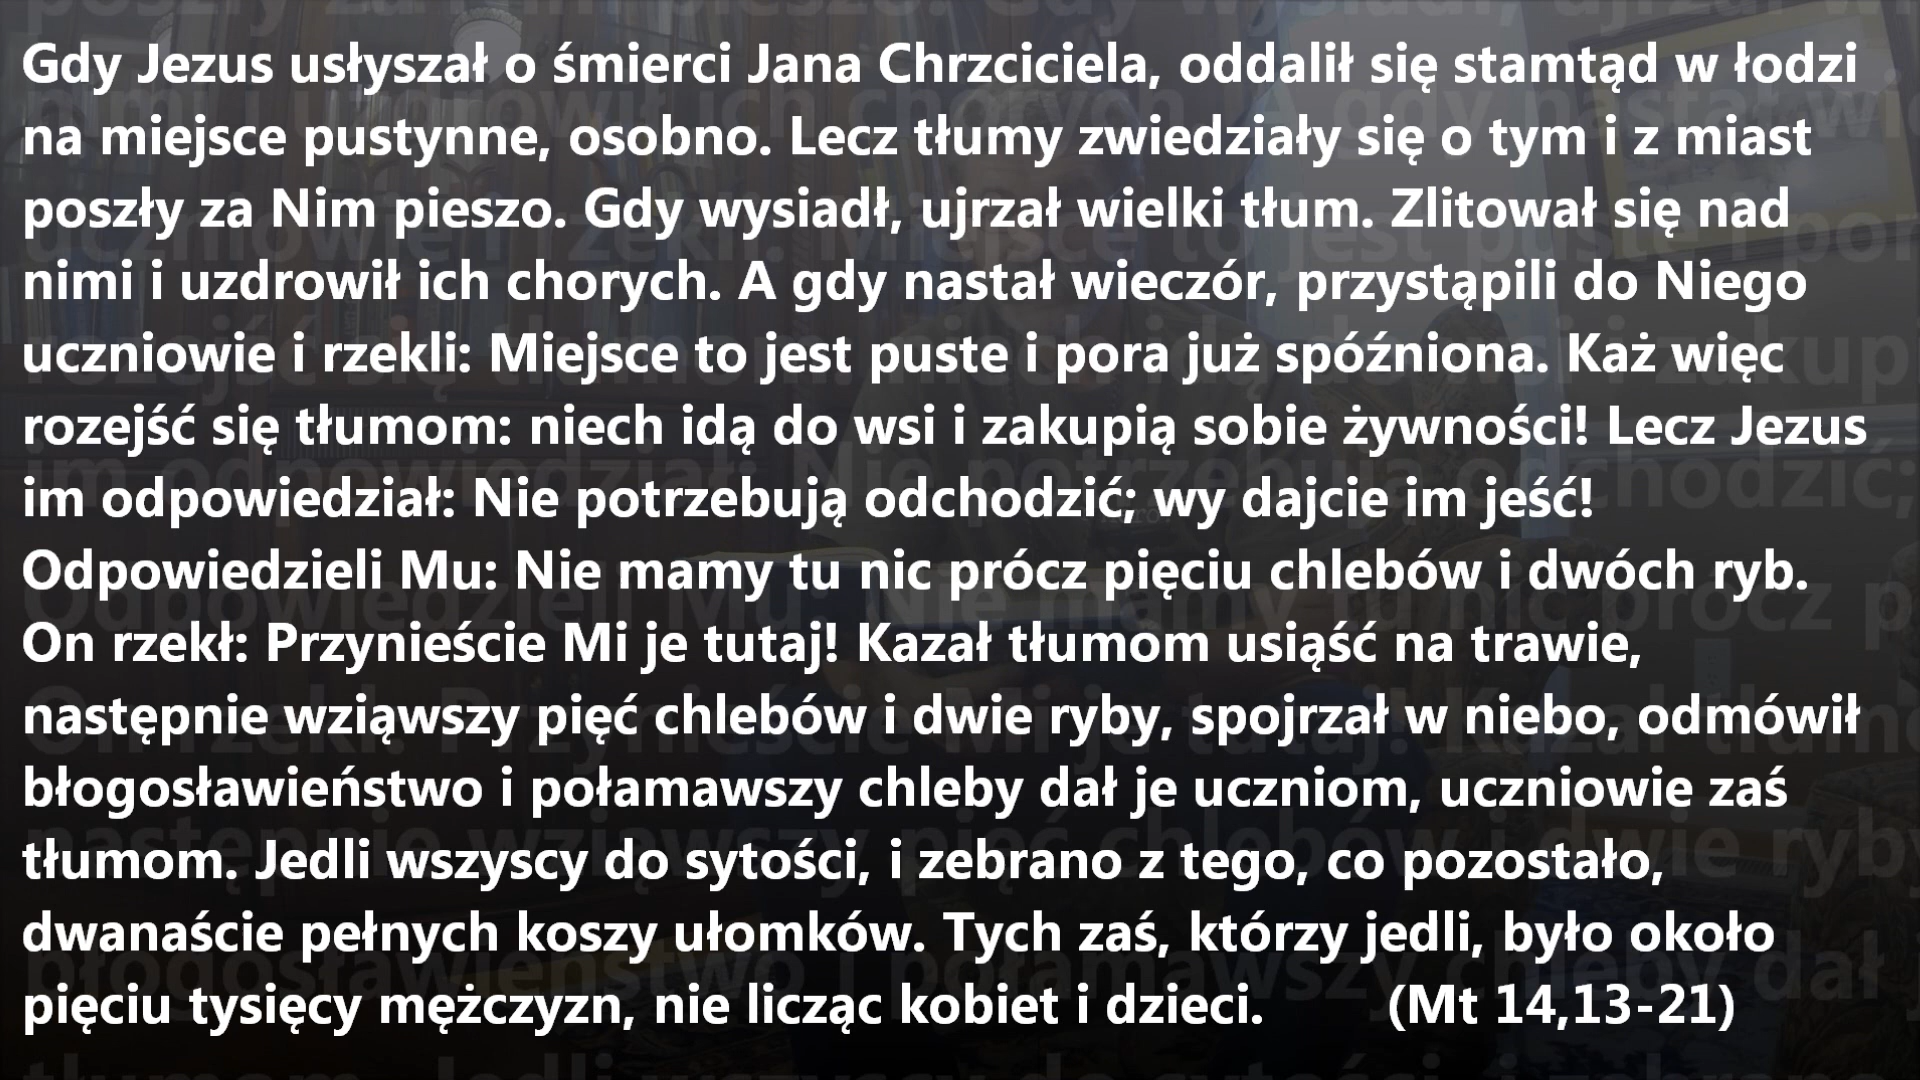 Gdy Jezus usłyszał o śmierci Jana Chrzciciela, oddalił się stamtąd w łodzi
na miejsce pustynne, osobno. Lecz tłumy zwiedziały się o tym i z miast
poszły za Nim pieszo. Gdy wysiadł, ujrzał wielki tłum. Zlitował się nad
nimi i uzdrowił ich chorych. A gdy nastał wieczór, przystąpili do Niego
uczniowie i rzekli: Miejsce to jest puste i pora już spóźniona. Każ więc
rozejść się tłumom: niech idą do wsi i zakupią sobie żywności! Lecz Jezus
im odpowiedział: Nie potrzebują odchodzić; wy dajcie im jeść!
Odpowiedzieli Mu: Nie mamy tu nic prócz pięciu chlebów i dwóch ryb.
On rzekł: Przynieście Mi je tutaj! Kazał tłumom usiąść na trawie,
następnie wziąwszy pięć chlebów i dwie ryby, spojrzał w niebo, odmówił
błogosławieństwo i połamawszy chleby dał je uczniom, uczniowie zaś
tłumom. Jedli wszyscy do sytości, i zebrano z tego, co pozostało,
dwanaście pełnych koszy ułomków. Tych zaś, którzy jedli, było około
pięciu tysięcy mężczyzn, nie licząc kobiet i dzieci. (Mt 14,13-21)